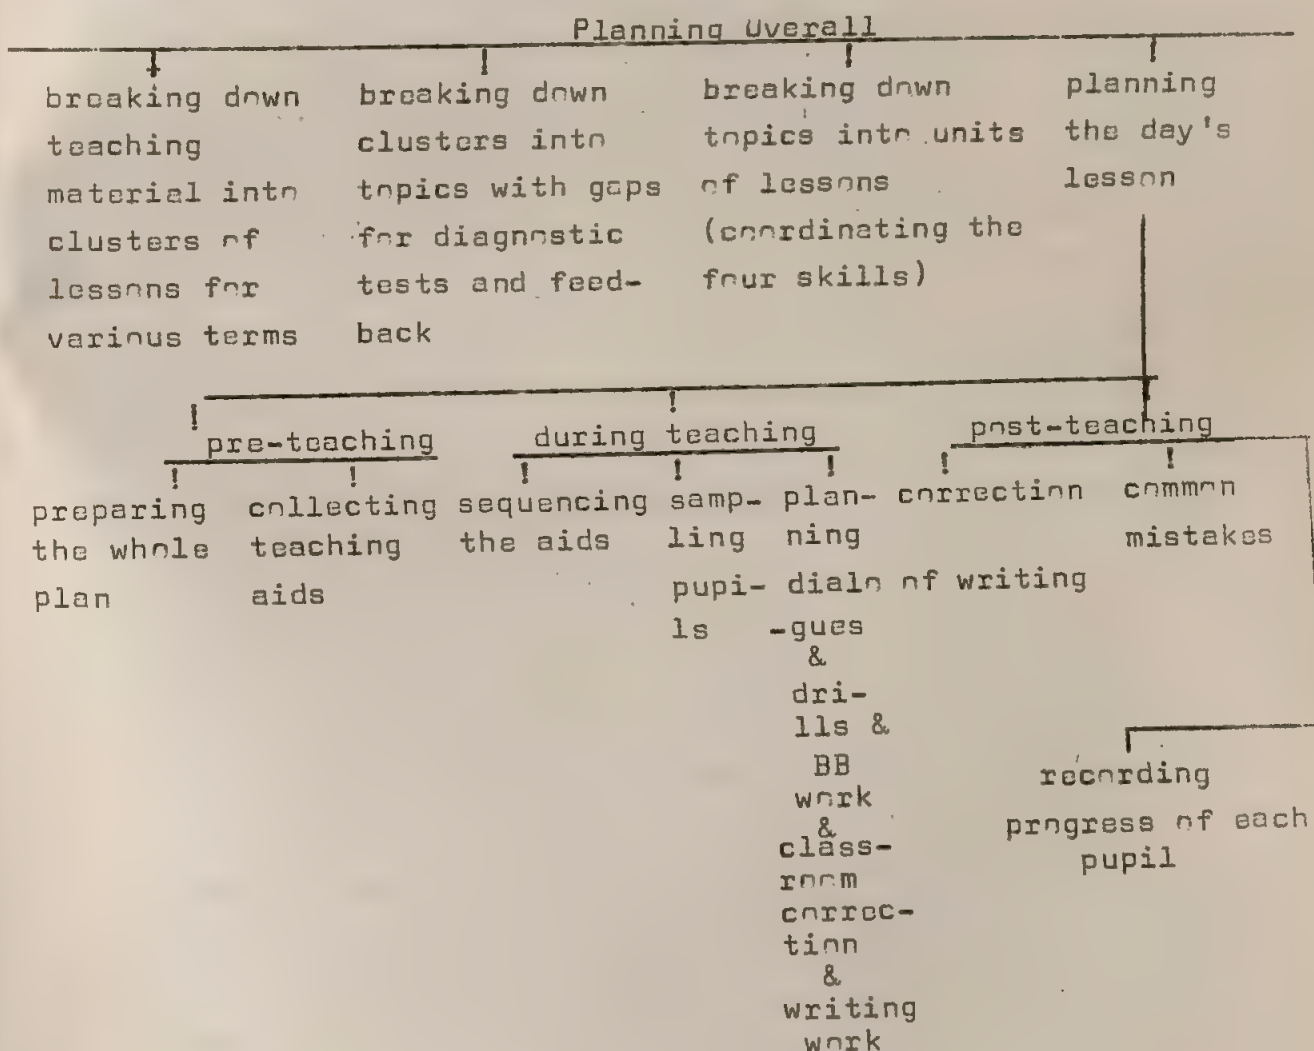 Planning Overall
breaking down
teaching
material into
clusters of
lessons for
various terms
breaking down
clusters into
topics with gaps
for diagnostic
tests and feed-
back
breaking down
topics into units
of lessons
(coordinating the
four skills)
planning
the day's
lesson
pre-teaching
during teaching
post-teaching
preparing
the whole
plan
collecting
teaching
aids
sequencing
the aids
samp-
ling
pupi-
ls
plan-
ning
dialo
-gues
&
dri-
lls &
BB
work
&
class-
room
correc-
tion
&
writing
work
correction
of writing
common
mistakes
recording
progress of each
pupil